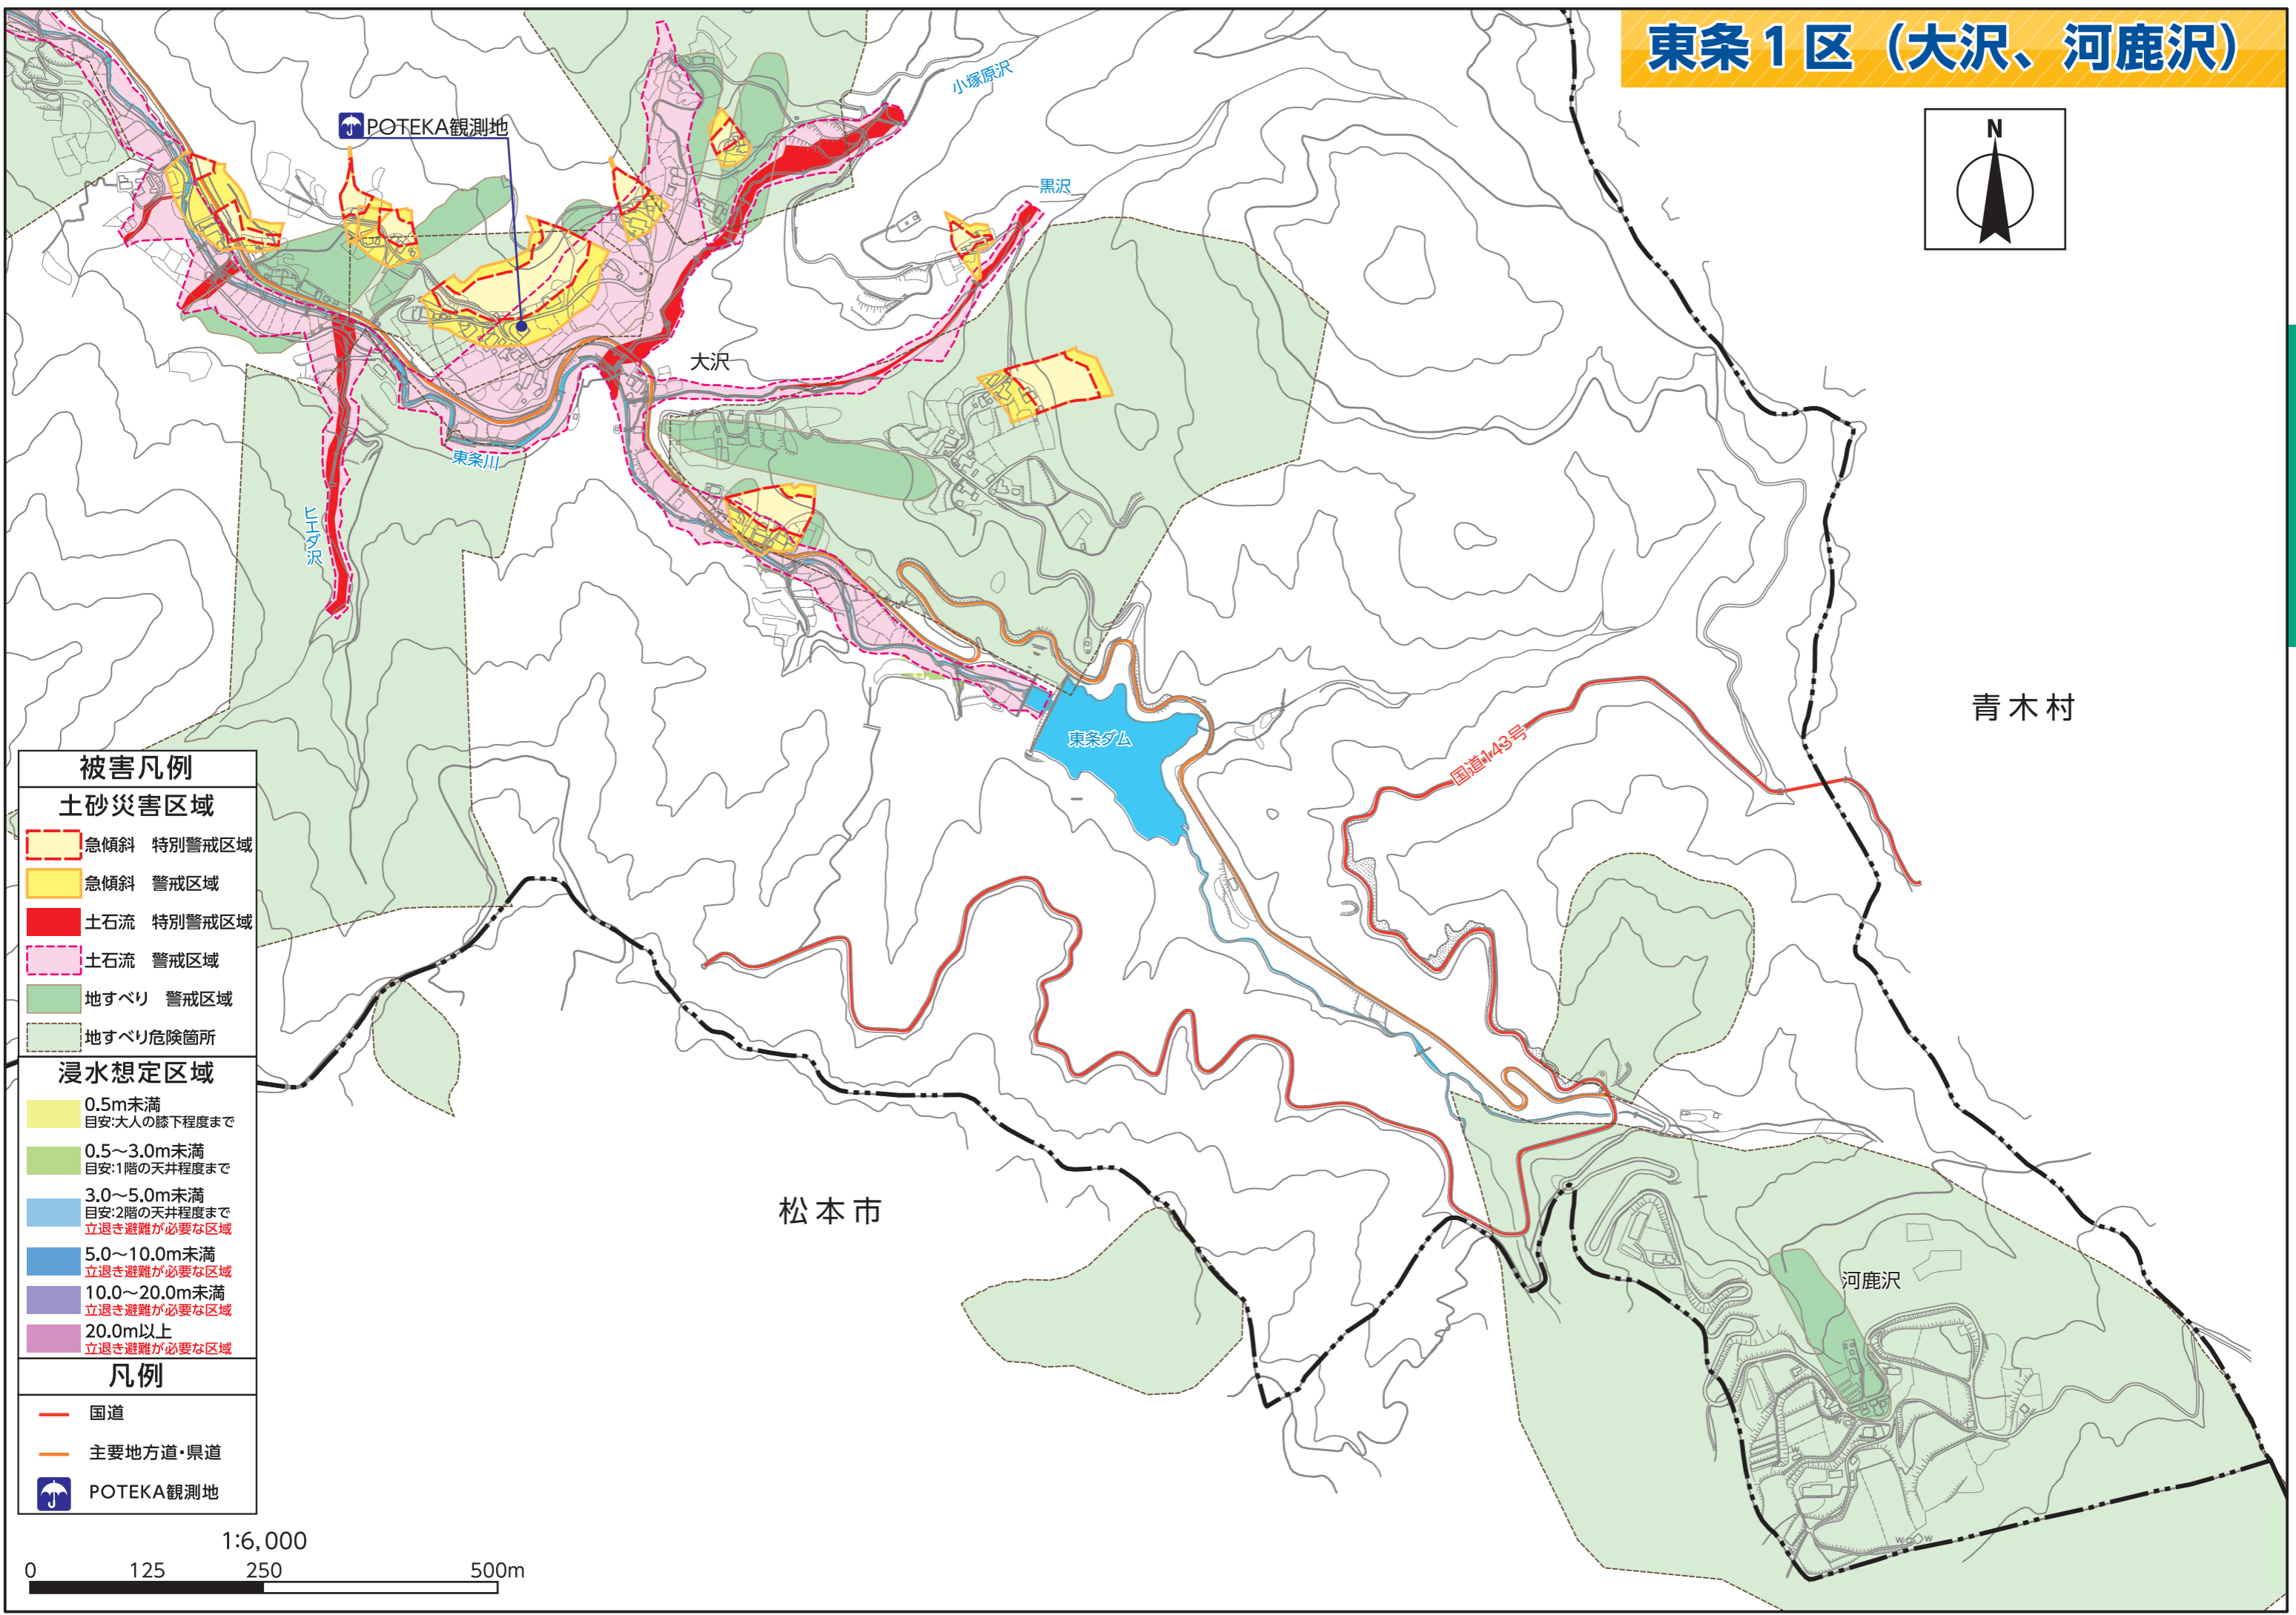 東条1区（大沢、河鹿沢）
N
小塚原沢
POTEKA観測地
黒沢
大沢
東条川
ヒエダ沢
青木村
国道143号
東条ダム
松本市
河鹿沢
被害凡例
土砂災害区域
急傾斜　特別警戒区域
急傾斜　警戒区域
土石流　特別警戒区域
土石流　警戒区域
地すべり　警戒区域
地すべり危険箇所
浸水想定区域
0.5m未満
目安:大人の膝下程度まで
0.5～3.0m未満
目安:1階の天井程度まで
3.0～5.0m未満
目安:2階の天井程度まで
立退き避難が必要な区域
5.0～10.0m未満
立退き避難が必要な区域
10.0～20.0m未満
立退き避難が必要な区域
20.0m以上
立退き避難が必要な区域
凡例
国道
主要地方道・県道
POTEKA観測地
1:6,000
0 125 250 500m